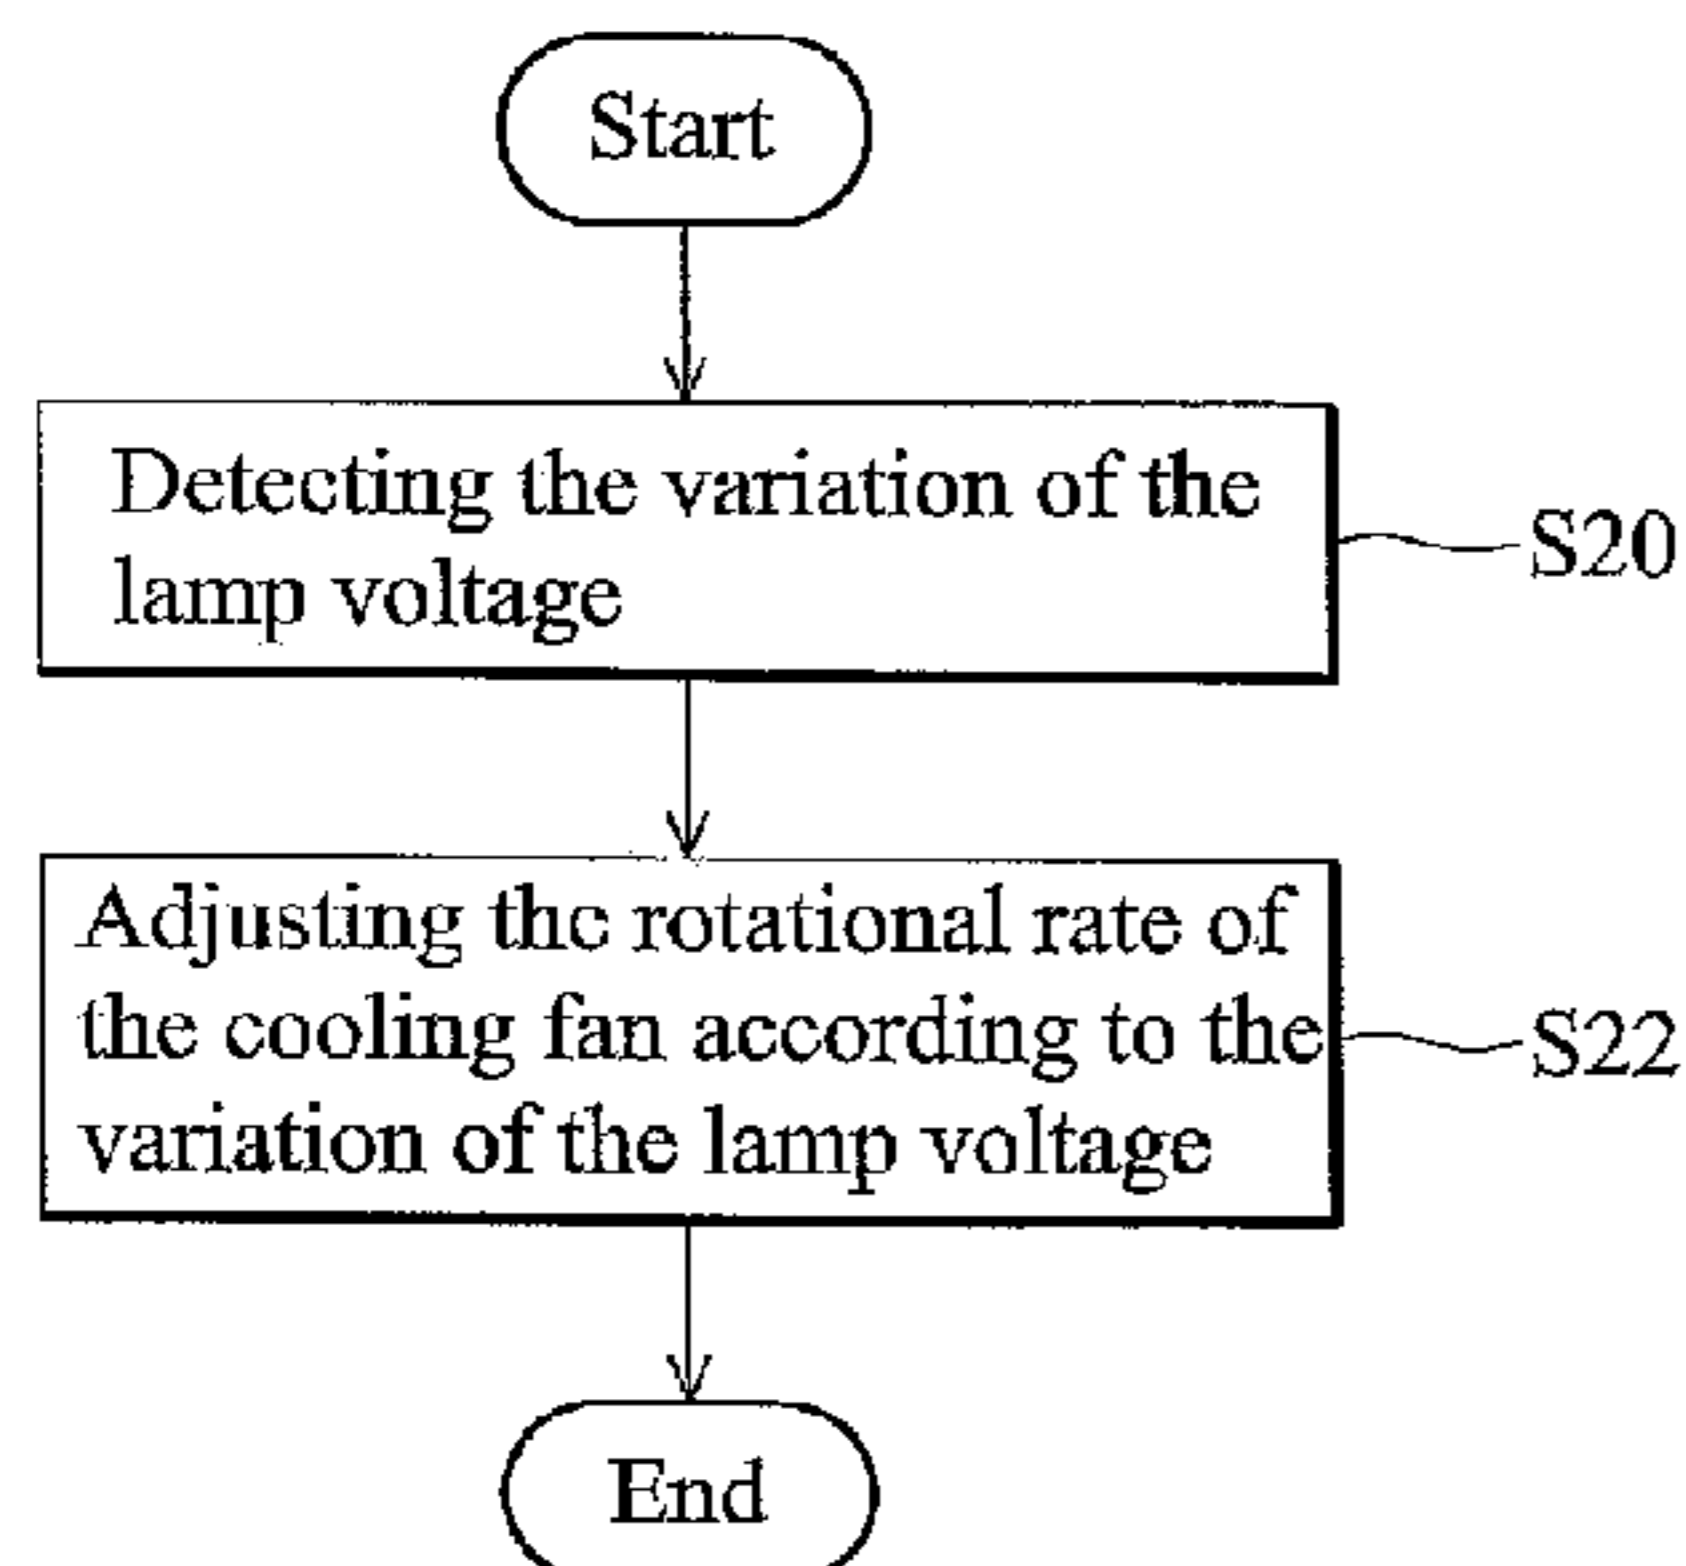 Start
Detecting the variation of the
lamp voltage
S20
Adjusting the rotational rate of
the cooling fan according to the
variation of the lamp voltage
S22
End